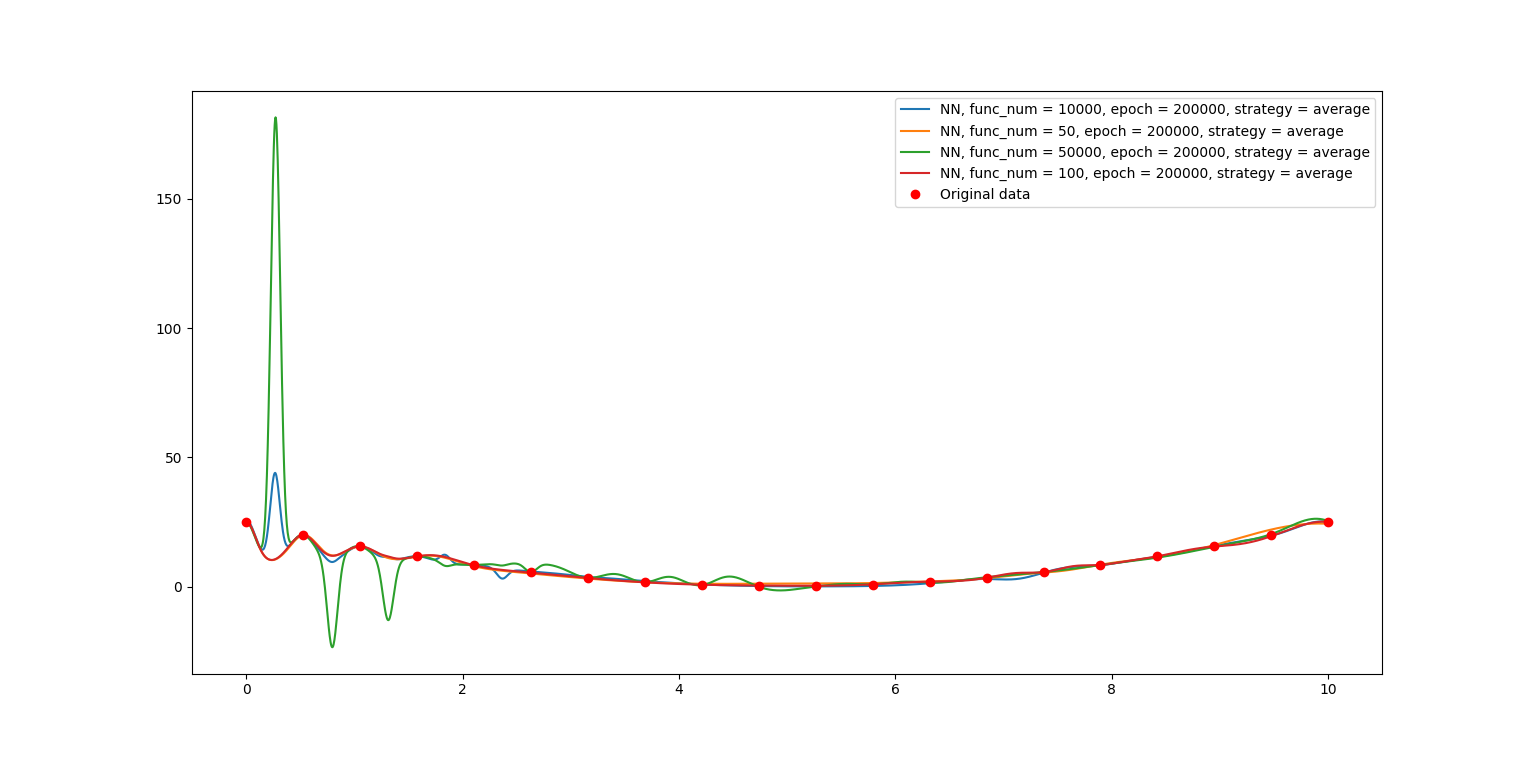 NN, func_num = 10000, epoch = 200000, strategy = average
NN, func_num = 50, epoch = 200000, strategy = average
NN, func_num = 50000, epoch = 200000, strategy = average
NN, func_num = 100, epoch = 200000, strategy = average
Original data
150
100
50
0
0 2 4 6 8 10